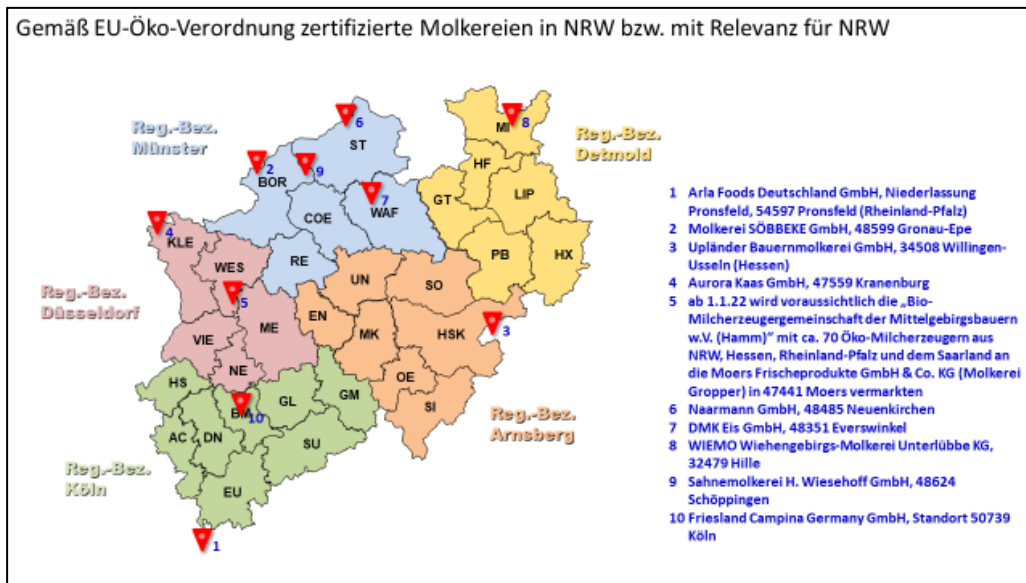 Gemäß EU-Öko-Verordnung zertifizierte Molkereien in NRW bzw. mit Relevanz für NRW
Reg.-Bez.
Münster
Reg.-Bez.
Detmold
Reg.-Bez.
Düsseldorf
Reg.-Bez.
Arnsberg
Reg.-Bez.
Köln
6
ST
MI
8
2
BOR
9
HF
7
WAF
GT
LIP
COE
4
KLE
RE
PB
HX
WES
UN
SO
5
EN
ME
MK
HSK
3
VIE
NE
OE
HS
BM
10
GL
GM
SI
AC
DN
SU
EU
1
1 Arla Foods Deutschland GmbH, Niederlassung
Pronsfeld, 54597 Pronsfeld (Rheinland-Pfalz)
2 Molkerei SÖBBEKE GmbH, 48599 Gronau-Epe
3 Upländer Bauernmolkerei GmbH, 34508 Willingen-
Usseln (Hessen)
4 Aurora Kaas GmbH, 47559 Kranenburg
5 ab 1.1.22 wird voraussichtlich die „Bio-
Milcherzeugergemeinschaft der Mittelgebirgsbauern
w.V. (Hamm)" mit ca. 70 Öko-Milcherzeugern aus
NRW, Hessen, Rheinland-Pfalz und dem Saarland an
die Moers Frischeprodukte GmbH & Co. KG (Molkerei
Gropper) in 47441 Moers vermarkten
6 Naarmann GmbH, 48485 Neuenkirchen
7 DMK Eis GmbH, 48351 Everswinkel
8 WIEMO Wiehengebirgs-Molkerei Unterlübbe KG,
32479 Hille
9 Sahnemolkerei H. Wiesehoff GmbH, 48624
Schöppingen
10 Friesland Campina Germany GmbH, Standort 50739
Köln